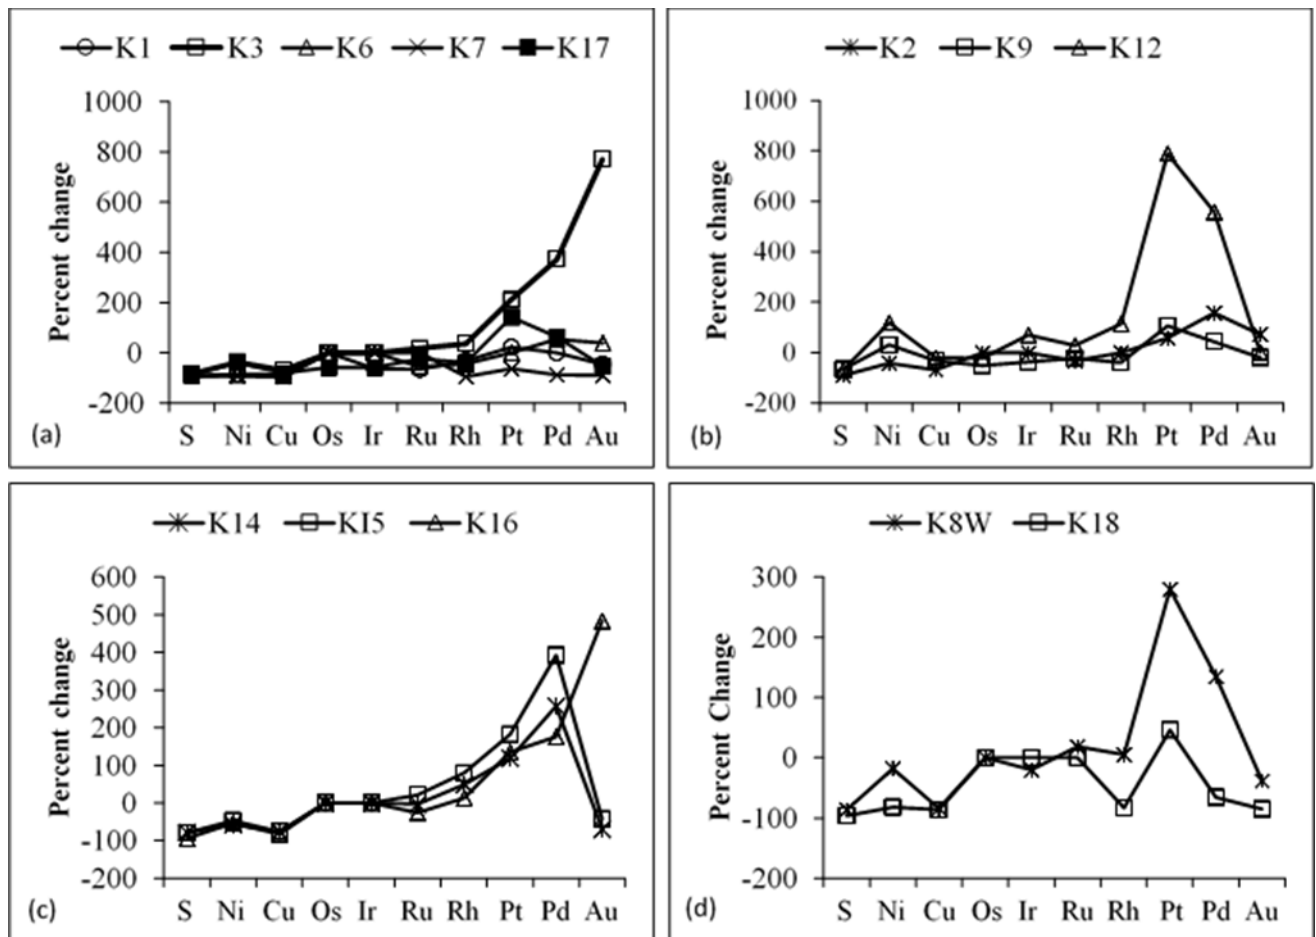 K1 K3 K6 K7 K17
1000
800
600
400
200
0
-200
Percent change
S Ni Cu Os Ir Ru Rh Pt Pd Au
(a)
K2 K9 K12
1000
800
600
400
200
0
-200
Percent change
S Ni Cu Os Ir Ru Rh Pt Pd Au
(b)
K14 KI5 K16
600
500
400
300
200
100
0
-100
-200
Percent change
S Ni Cu Os Ir Ru Rh Pt Pd Au
(c)
K8W K18
300
200
100
0
-100
-200
Percent Change
S Ni Cu Os Ir Ru Rh Pt Pd Au
(d)